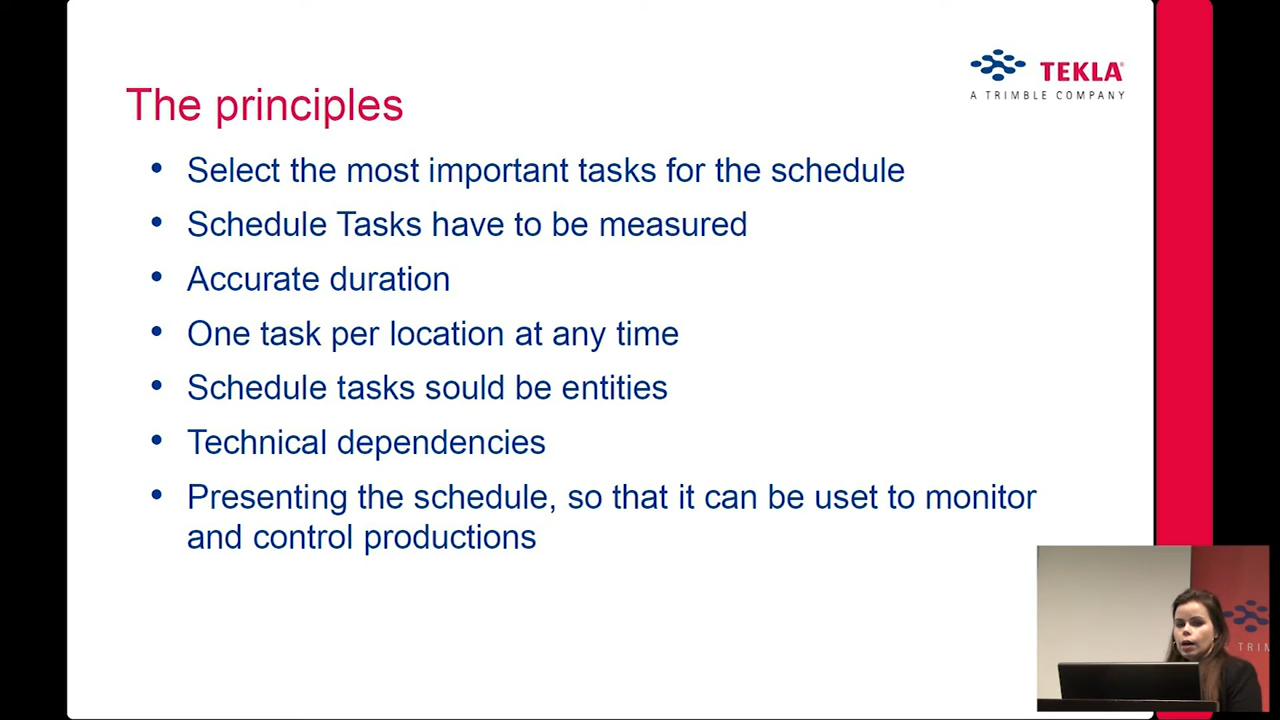 TEKLA®
A TRIMBLE COMPANY
The principles
• Select the most important tasks for the schedule
• Schedule Tasks have to be measured
• Accurate duration
• One task per location at any time
• Schedule tasks sould be entities
• Technical dependencies
• Presenting the schedule, so that it can be uset to monitor
and control productions
A TRIM